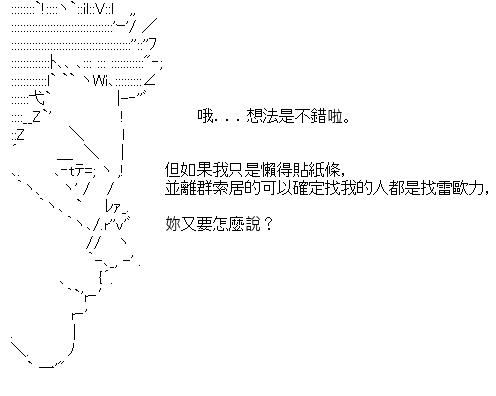 哦...想法是不錯啦。
但如果我只是懶得貼紙條，
並離群索居的可以確定找我的人都是找雷歐力，
妳又要怎麼說？